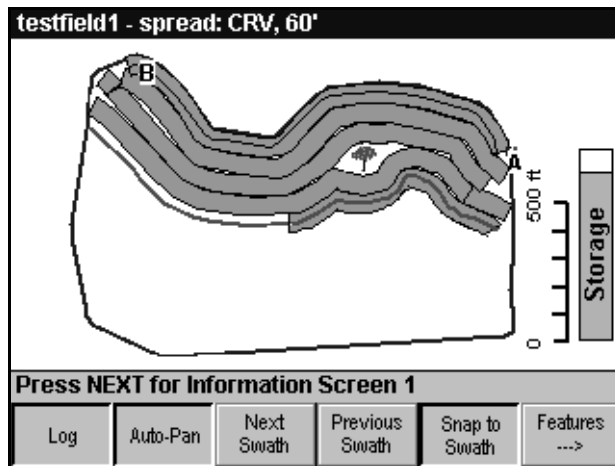 testfield1 - spread: CRV, 60'
B
A
500 ft
0
Storage
Press NEXT for Information Screen 1
Log
Auto-Pan
Next
Swath
Previous
Swath
Snap to
Swath
Features
--->